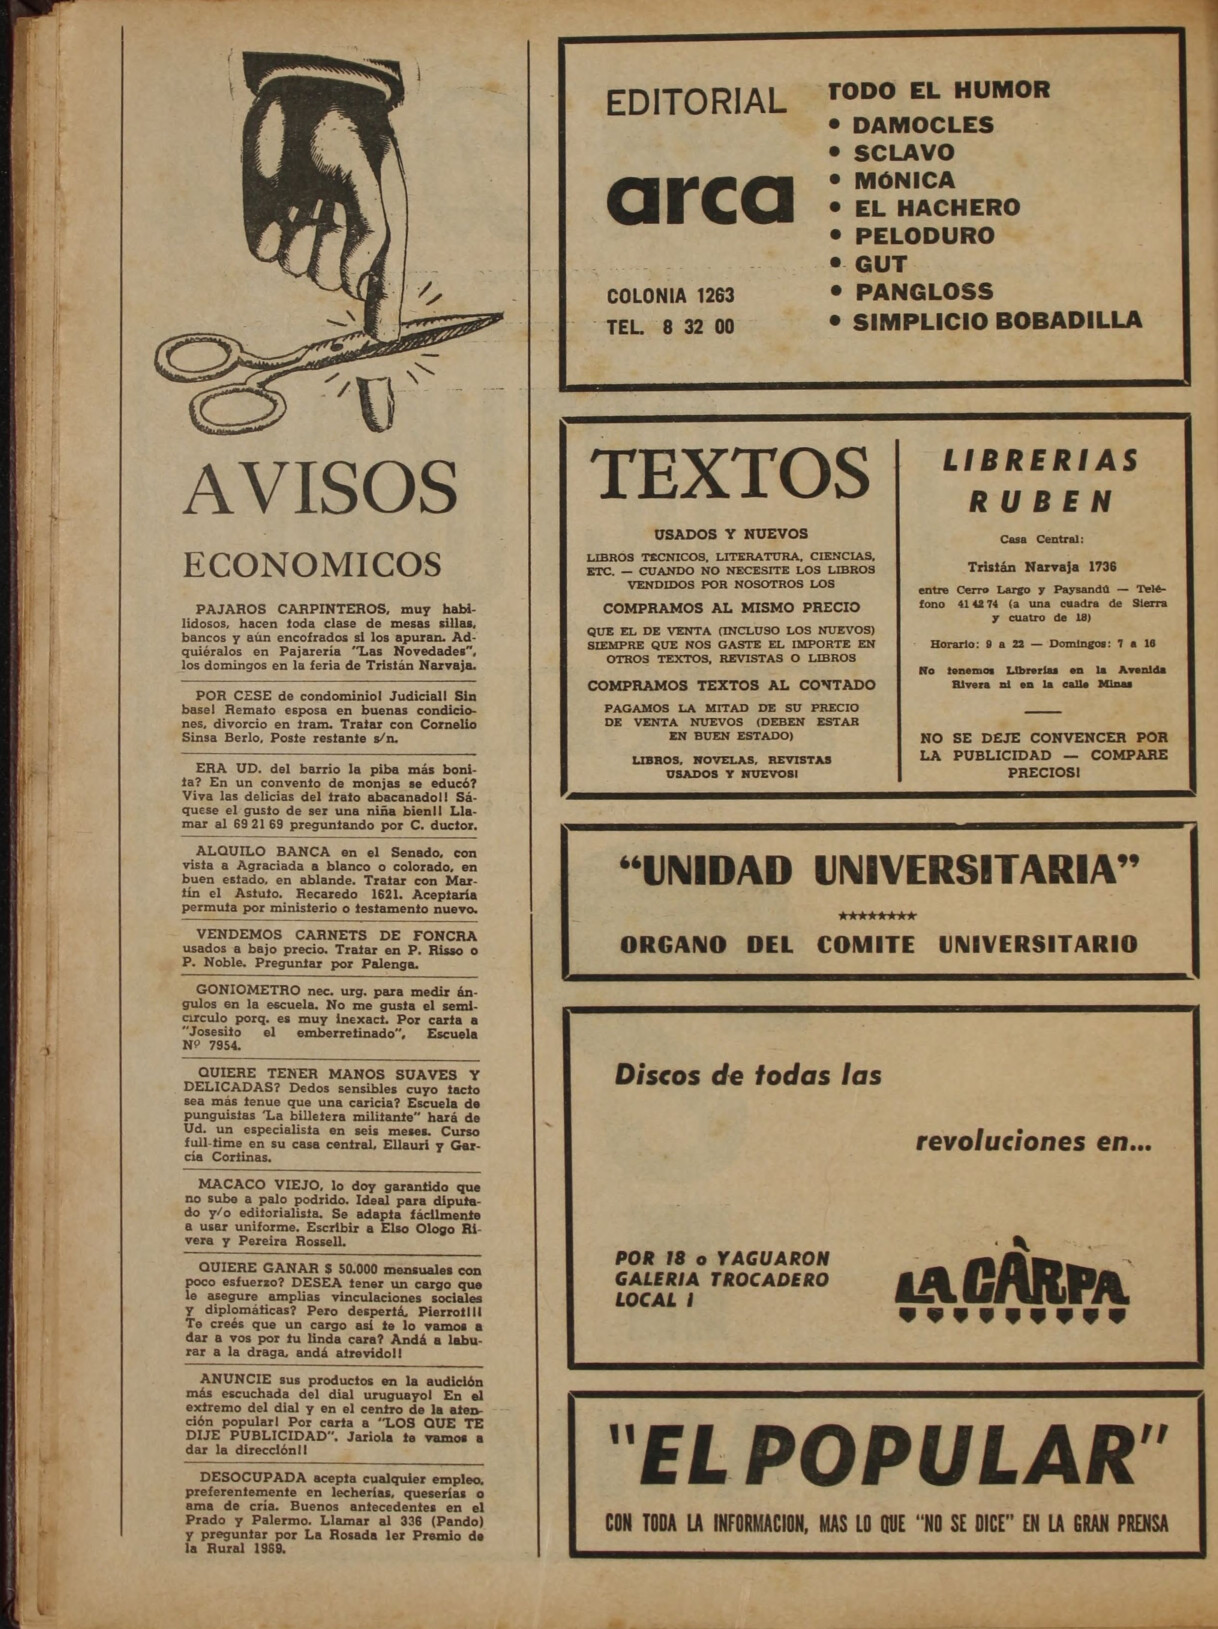 AVISOS
ECONOMICOS
PAJAROS CARPINTEROS, muy habi-
lidosos, hacen toda clase de mesas sillas,
bancos y aún encofrados si los apuran. Ad-
quiéralos en Pajarería "Las Novedades",
los domingos en la feria de Tristán Narvaja.
POR CESE de condominio! Judicial! Sin
base! Remato esposa en buenas condicio-
nes, divorcio en tram. Tratar con Cornelio
Sinsa Berlo, Poste restante s/n.
ERA UD. del barrio la piba más boni-
ta? En un convento de monjas se educó?
Viva las delicias del trato abacanado!! Sá-
quese el gusto de ser una niña bien!! Lla-
mar al 69 21 69 preguntando por C. ductor.
ALQUILO BANCA en el Senado, con
vista a Agraciada a blanco o colorado, en
buen estado, en ablande. Tratar con Mar-
tín el Astuto. Recaredo 1621. Aceptaría
permuta por ministerio o testamento nuevo.
VENDEMOS CARNETS DE FONCRA
usados a bajo precio. Tratar en P. Risso o
P. Noble. Preguntar por Palenga.
GONIOMETRO nec. urg. para medir án-
gulos en la escuela. No me gusta el semi-
círculo porq. es muy inexact. Por carta a
"Josesito el emberretinado", Escuela
Nº 7954.
QUIERE TENER MANOS SUAVES Y
DELICADAS? Dedos sensibles cuyo tacto
sea más tenue que una caricia? Escuela de
punguistas 'La billetera militante" hará de
Ud. un especialista en seis meses. Curso
full-time en su casa central, Ellauri y Gar-
cía Cortinas.
MACACO VIEJO, lo doy garantido que
no sube a palo podrido. Ideal para diputa-
do y/o editorialista. Se adapta fácilmente
a usar uniforme. Escribir a Elso Ologo Ri-
vera y Pereira Rossell.
QUIERE GANAR $ 50.000 mensuales con
poco esfuerzo? DESEA tener un cargo que
le asegure amplias vinculaciones sociales
y diplomáticas? Pero despertá, Pierrot!!!
Te creés que un cargo así te lo vamos a
dar a vos por tu linda cara? Andá a labu-
rar a la draga, andá atrevido!!
ANUNCIE sus productos en la audición
más escuchada del dial uruguayo! En el
extremo del dial y en el centro de la aten-
ción popular! Por carta a "LOS QUE TE
DIJE PUBLICIDAD". Jariola te vamos a
dar la dirección!!
DESOCUPADA acepta cualquier empleo,
preferentemente en lecherías, queserías o
ama de cría. Buenos antecedentes en el
Prado y Palermo. Llamar al 336 (Pando)
y preguntar por La Rosada 1er Premio de
la Rural 1969.
EDITORIAL
arca
COLONIA 1263
TEL. 8 32 00
TODO EL HUMOR
• DAMOCLES
• SCLAVO
• MÓNICA
• EL HACHERO
• PELODURO
• GUT
• PANGLOSS
• SIMPLICIO BOBADILLA
TEXTOS
USADOS Y NUEVOS
LIBROS TECNICOS, LITERATURA, CIENCIAS,
ETC. — CUANDO NO NECESITE LOS LIBROS
VENDIDOS POR NOSOTROS LOS
COMPRAMOS AL MISMO PRECIO
QUE EL DE VENTA (INCLUSO LOS NUEVOS)
SIEMPRE QUE NOS GASTE EL IMPORTE EN
OTROS TEXTOS, REVISTAS O LIBROS
COMPRAMOS TEXTOS AL CONTADO
PAGAMOS LA MITAD DE SU PRECIO
DE VENTA NUEVOS (DEBEN ESTAR
EN BUEN ESTADO)
LIBROS, NOVELAS, REVISTAS
USADOS Y NUEVOS!
LIBRERIAS
RUBEN
Casa Central:
Tristán Narvaja 1736
entre Cerro Largo y Paysandú — Telé-
fono 41 42 74 (a una cuadra de Sierra
y cuatro de 18)
Horario: 9 a 22 — Domingos: 7 a 16
No tenemos Librerías en la Avenida
Rivera ni en la calle Minas
NO SE DEJE CONVENCER POR
LA PUBLICIDAD — COMPARE
PRECIOS!
"UNIDAD UNIVERSITARIA"
********
ORGANO DEL COMITE UNIVERSITARIO
Discos de todas las
revoluciones en...
POR 18 o YAGUARON
GALERIA TROCADERO
LOCAL I
LA CARPA
"EL POPULAR"
CON TODA LA INFORMACION, MAS LO QUE "NO SE DICE" EN LA GRAN PRENSA